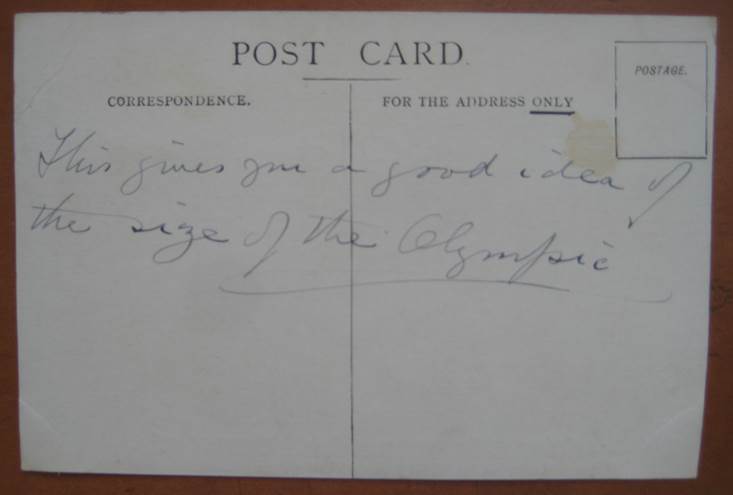 POST CARD.
CORRESPONDENCE.
FOR THE ADDRESS ONLY
POSTAGE.
This gives you a good idea of
the size of the Olympic